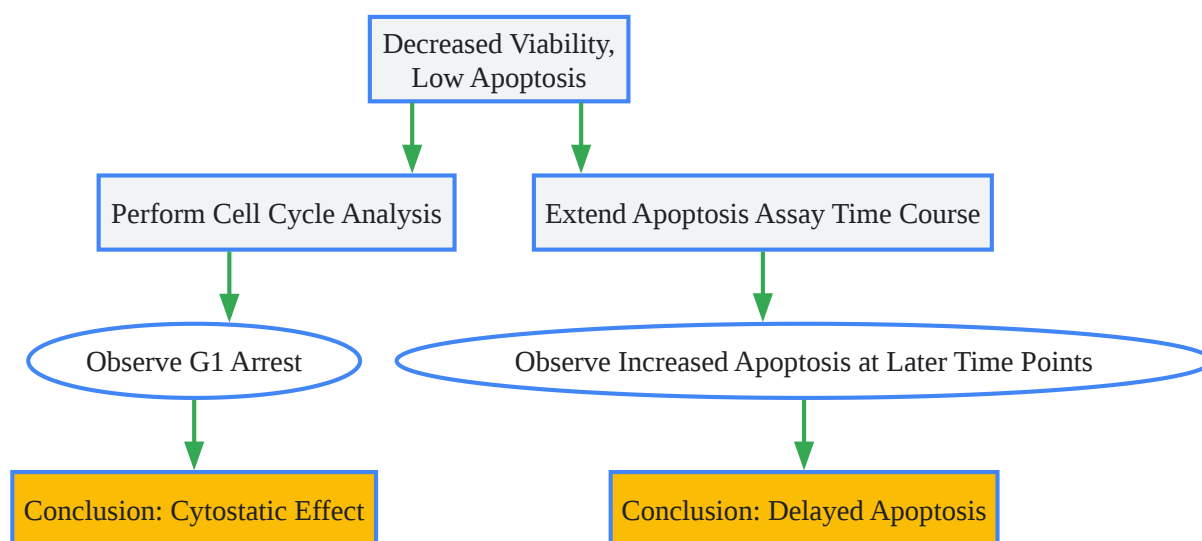 Decreased Viability,
Low Apoptosis
Perform Cell Cycle Analysis
Extend Apoptosis Assay Time Course
Observe G1 Arrest
Observe Increased Apoptosis at Later Time Points
Conclusion: Cytostatic Effect
Conclusion: Delayed Apoptosis